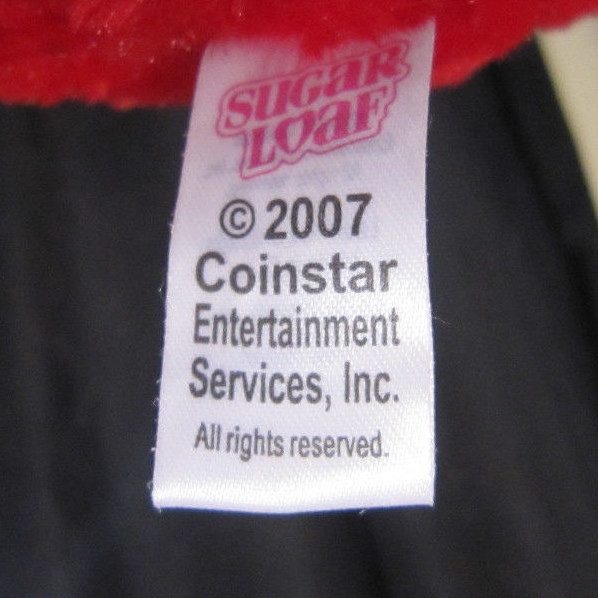 SUGAR
LOAF
© 2007
Coinstar
Entertainment
Services, Inc.
All rights reserved.